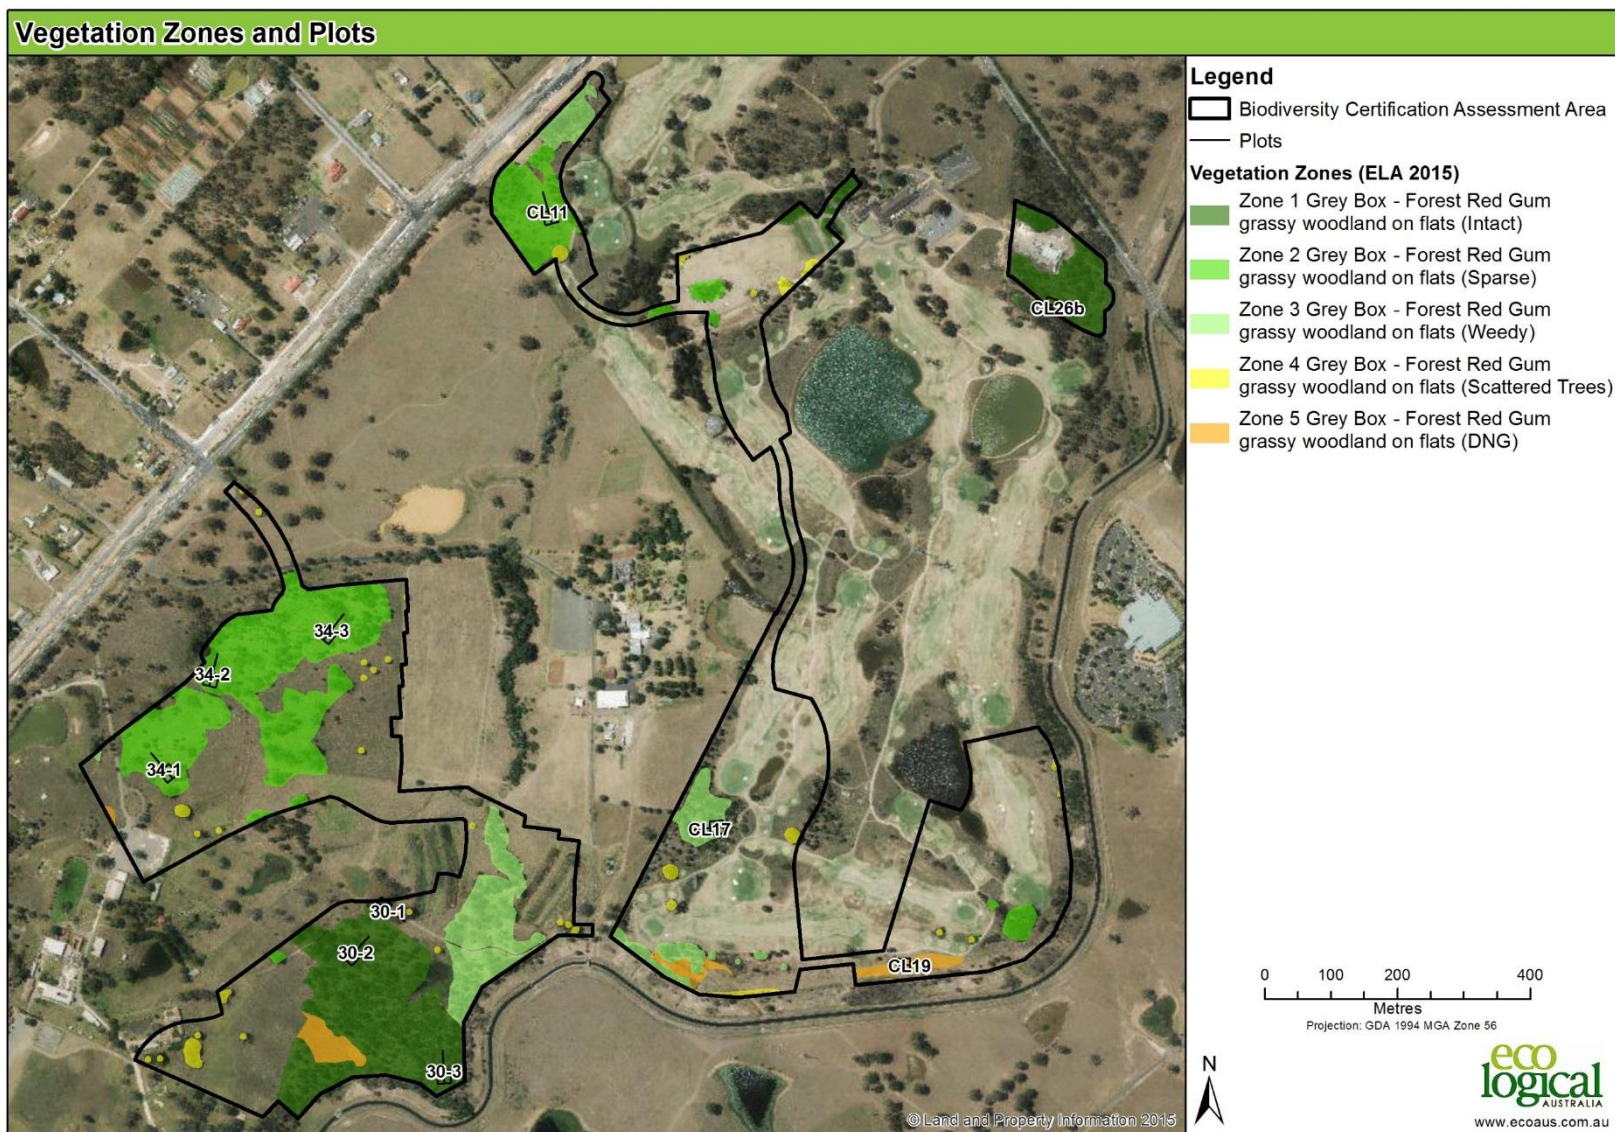 Vegetation Zones and Plots
Legend
Biodiversity Certification Assessment Area
Plots
Vegetation Zones (ELA 2015)
Zone 1 Grey Box - Forest Red Gum
grassy woodland on flats (Intact)
Zone 2 Grey Box - Forest Red Gum
grassy woodland on flats (Sparse)
Zone 3 Grey Box - Forest Red Gum
grassy woodland on flats (Weedy)
Zone 4 Grey Box - Forest Red Gum
grassy woodland on flats (Scattered Trees)
Zone 5 Grey Box - Forest Red Gum
grassy woodland on flats (DNG)
CL11
CL26b
34-3
34-2
34-1
CL17
30-1
30-2
CL19
30-3
0 100 200 400
Metres
Projection: GDA 1994 MGA Zone 56
N
eco
logical
AUSTRALIA
www.ecoaus.com.au
© Land and Property Information 2015